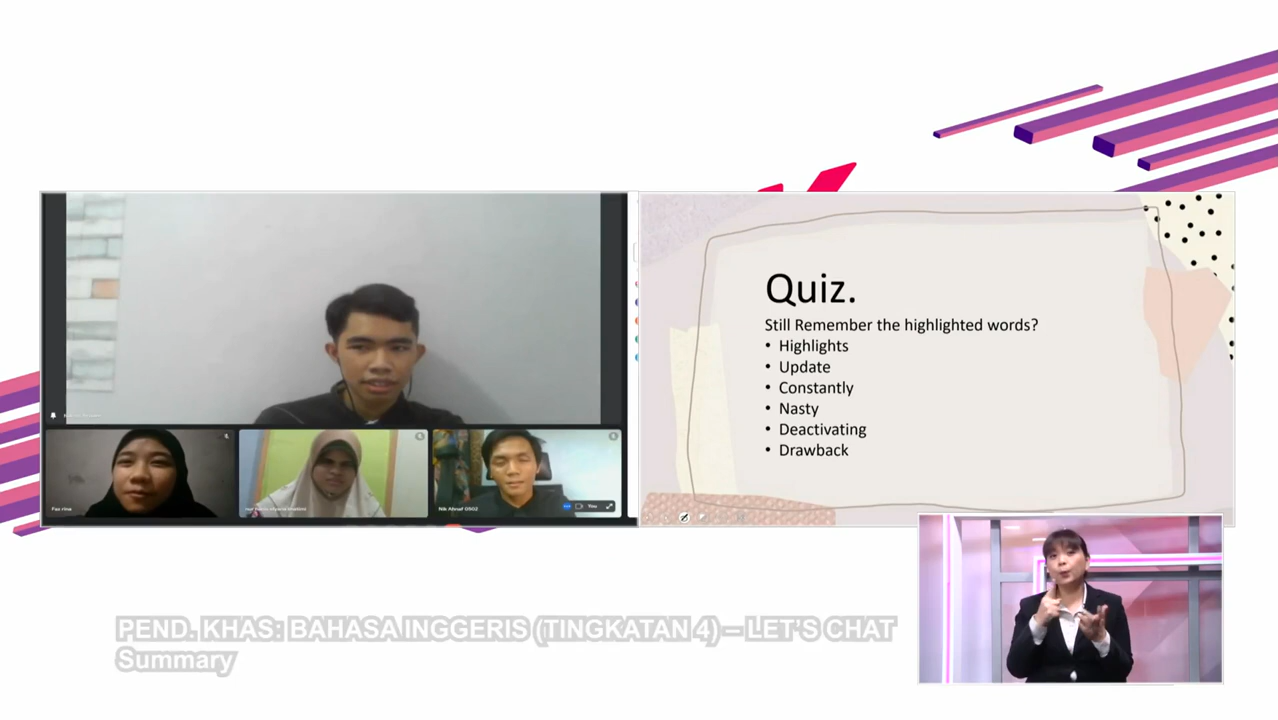 Quiz.
Still Remember the highlighted words?
• Highlights
• Update
• Constantly
• Nasty
• Deactivating
• Drawback
Faz rina
Nik Ahnaf 0502
You
PEND. KHAS: BAHASA INGGERIS (TINGKATAN 4) – LET'S CHAT
Summary